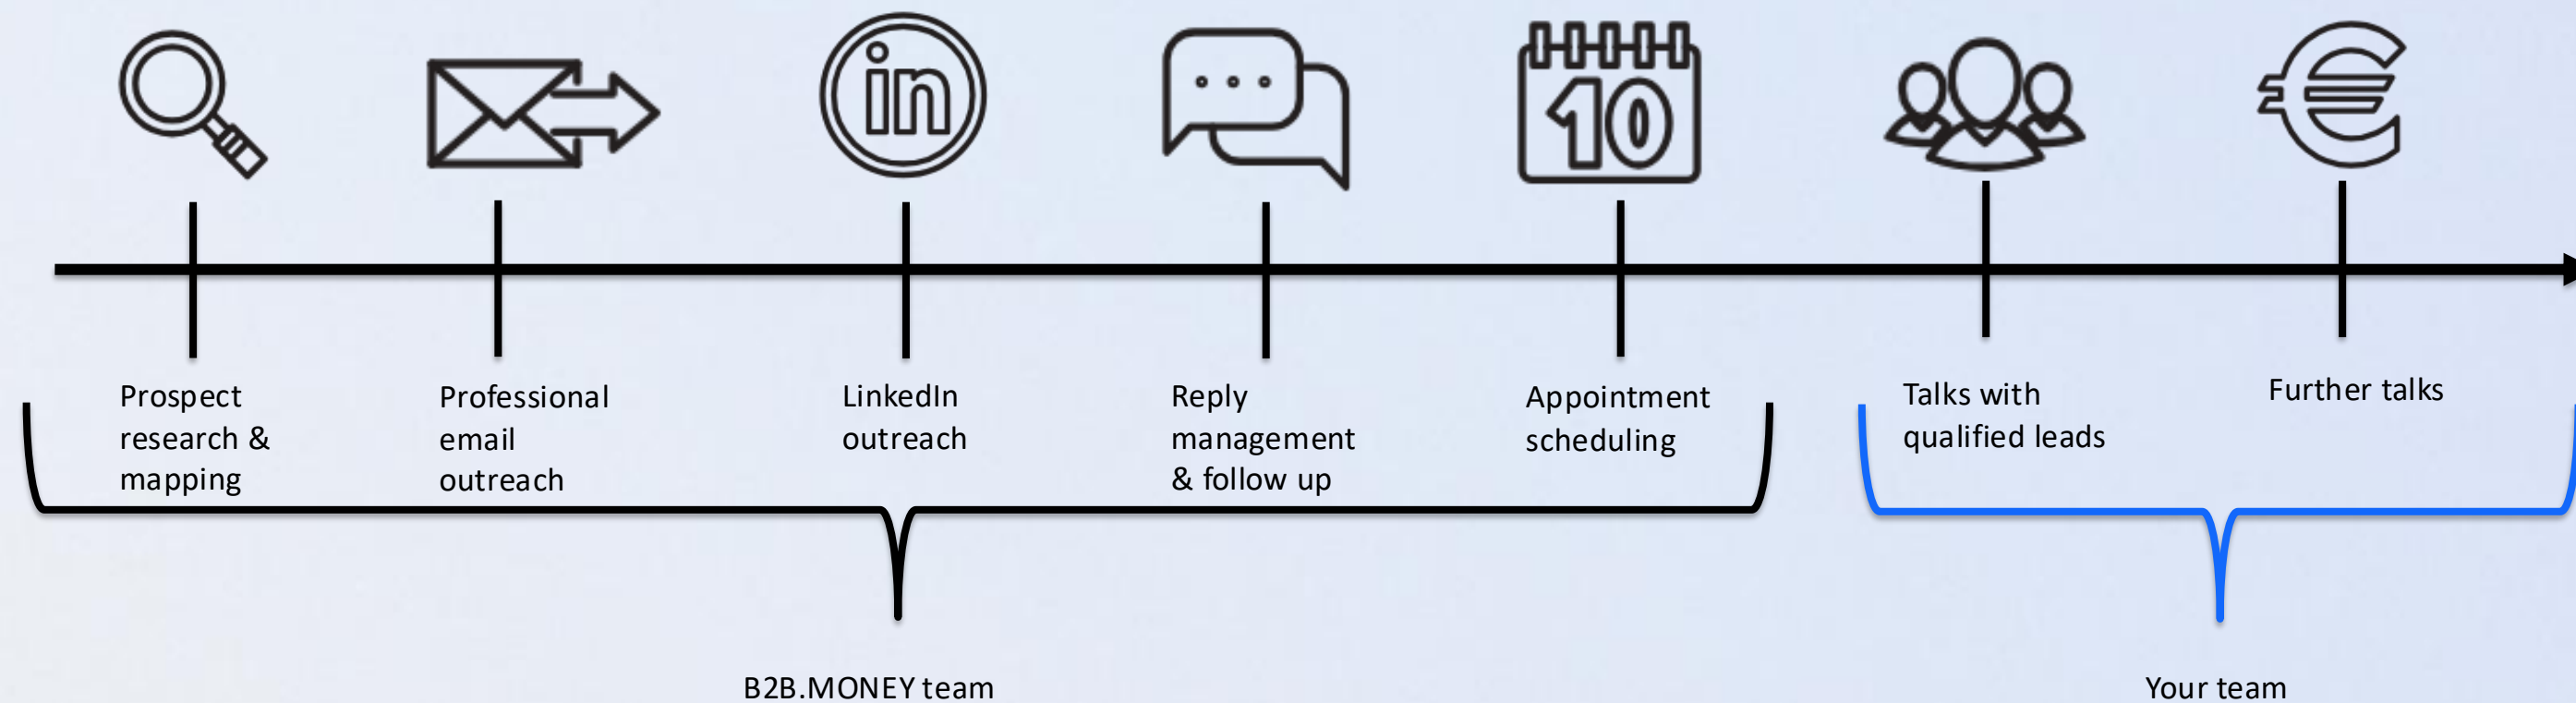 in
10
Prospect
research &
mapping
Professional
email
outreach
LinkedIn
outreach
Reply
management
& follow up
Appointment
scheduling
Talks with
qualified leads
Further talks
B2B.MONEY team
Your team